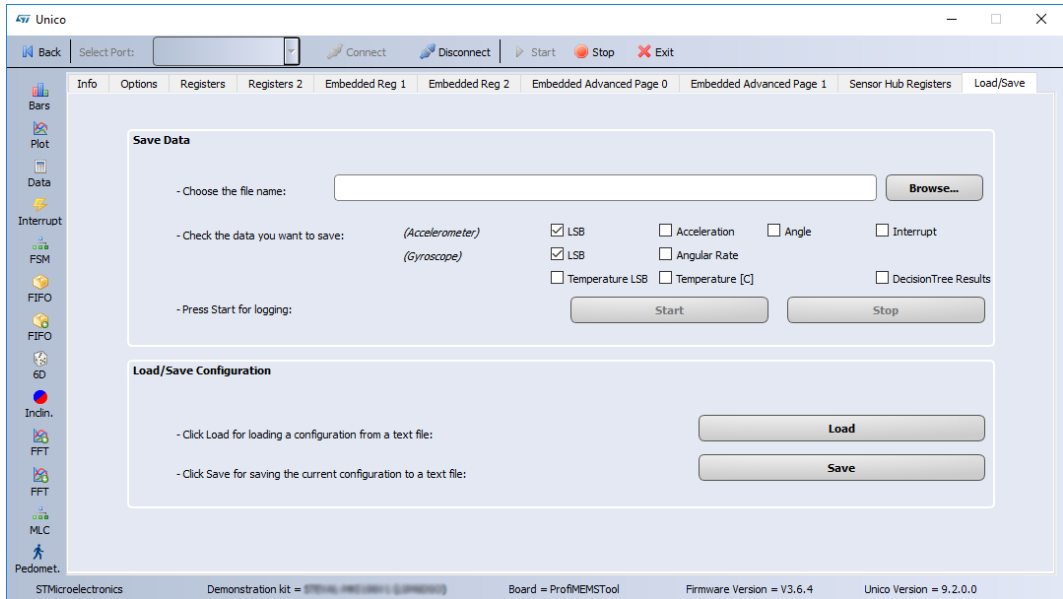 Unico
Back Select Port: Connect Disconnect Start Stop Exit
Info Options Registers Registers 2 Embedded Reg 1 Embedded Reg 2 Embedded Advanced Page 0 Embedded Advanced Page 1 Sensor Hub Registers Load/Save
Bars
Plot
Data
Interrupt
FSM
FIFO
FIFO
6D
Inclin.
FFT
FFT
MLC
Pedomet.
Save Data
- Choose the file name: Browse...
- Check the data you want to save: (Accelerometer) LSB Acceleration Angle Interrupt
(Gyroscope) LSB Angular Rate
Temperature LSB Temperature [C] DecisionTree Results
- Press Start for logging: Start Stop
Load/Save Configuration
- Click Load for loading a configuration from a text file: Load
- Click Save for saving the current configuration to a text file: Save
STMicroelectronics Demonstration kit = Board = ProfiMEMSTool Firmware Version = V3.6.4 Unico Version = 9.2.0.0